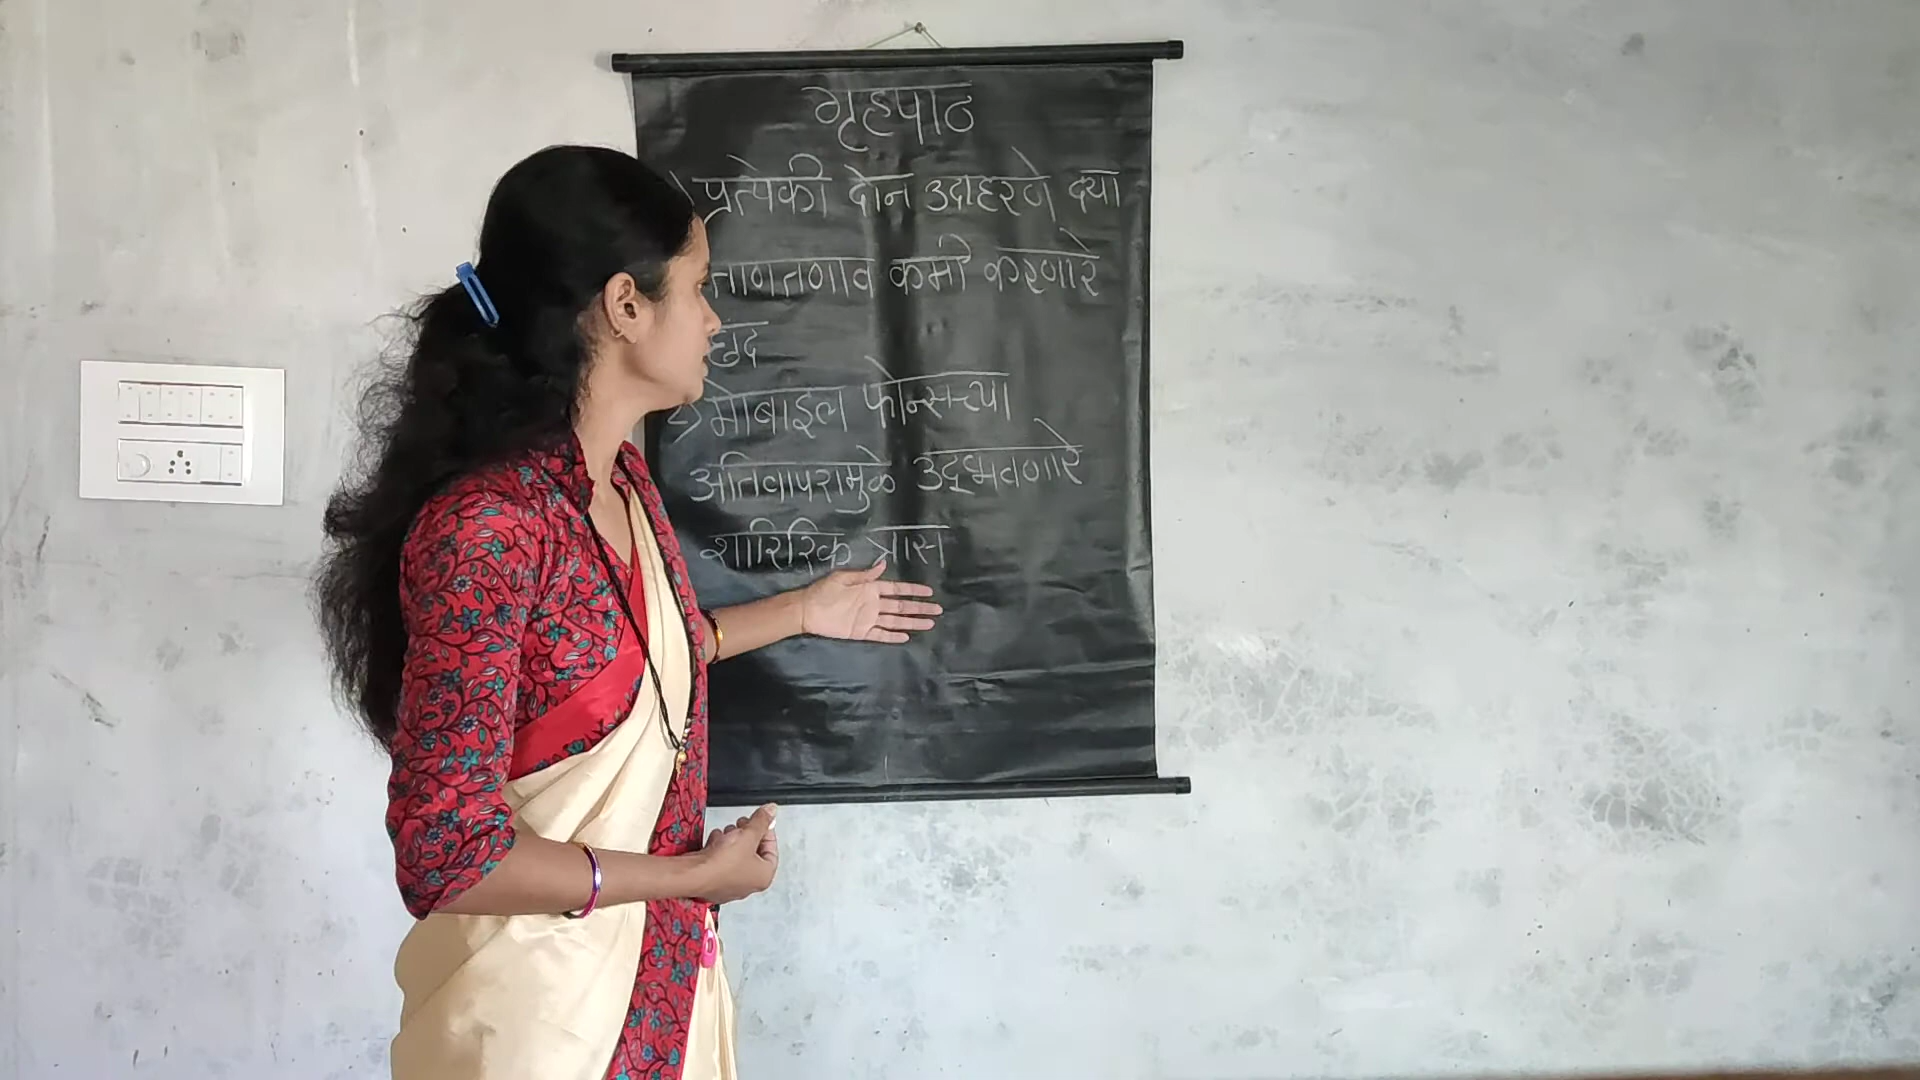 गृहपाठ
प्रत्येकी दोन उदाहरणे द्या
ताणतणाव कमी करणारे
छंद
२) मोबाइल फोन्सच्या
अतिवापरामुळे उद्भवणारे
शारिरिक त्रास